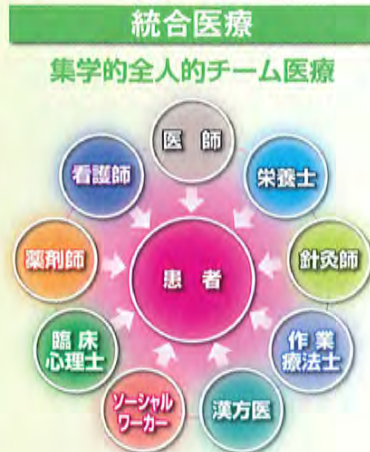 統合医療
集学的全人的チーム医療
医師
看護師
栄養士
薬剤師
患者
針灸師
臨床
心理士
作業
療法士
ソーシャル
ワーカー
漢方医